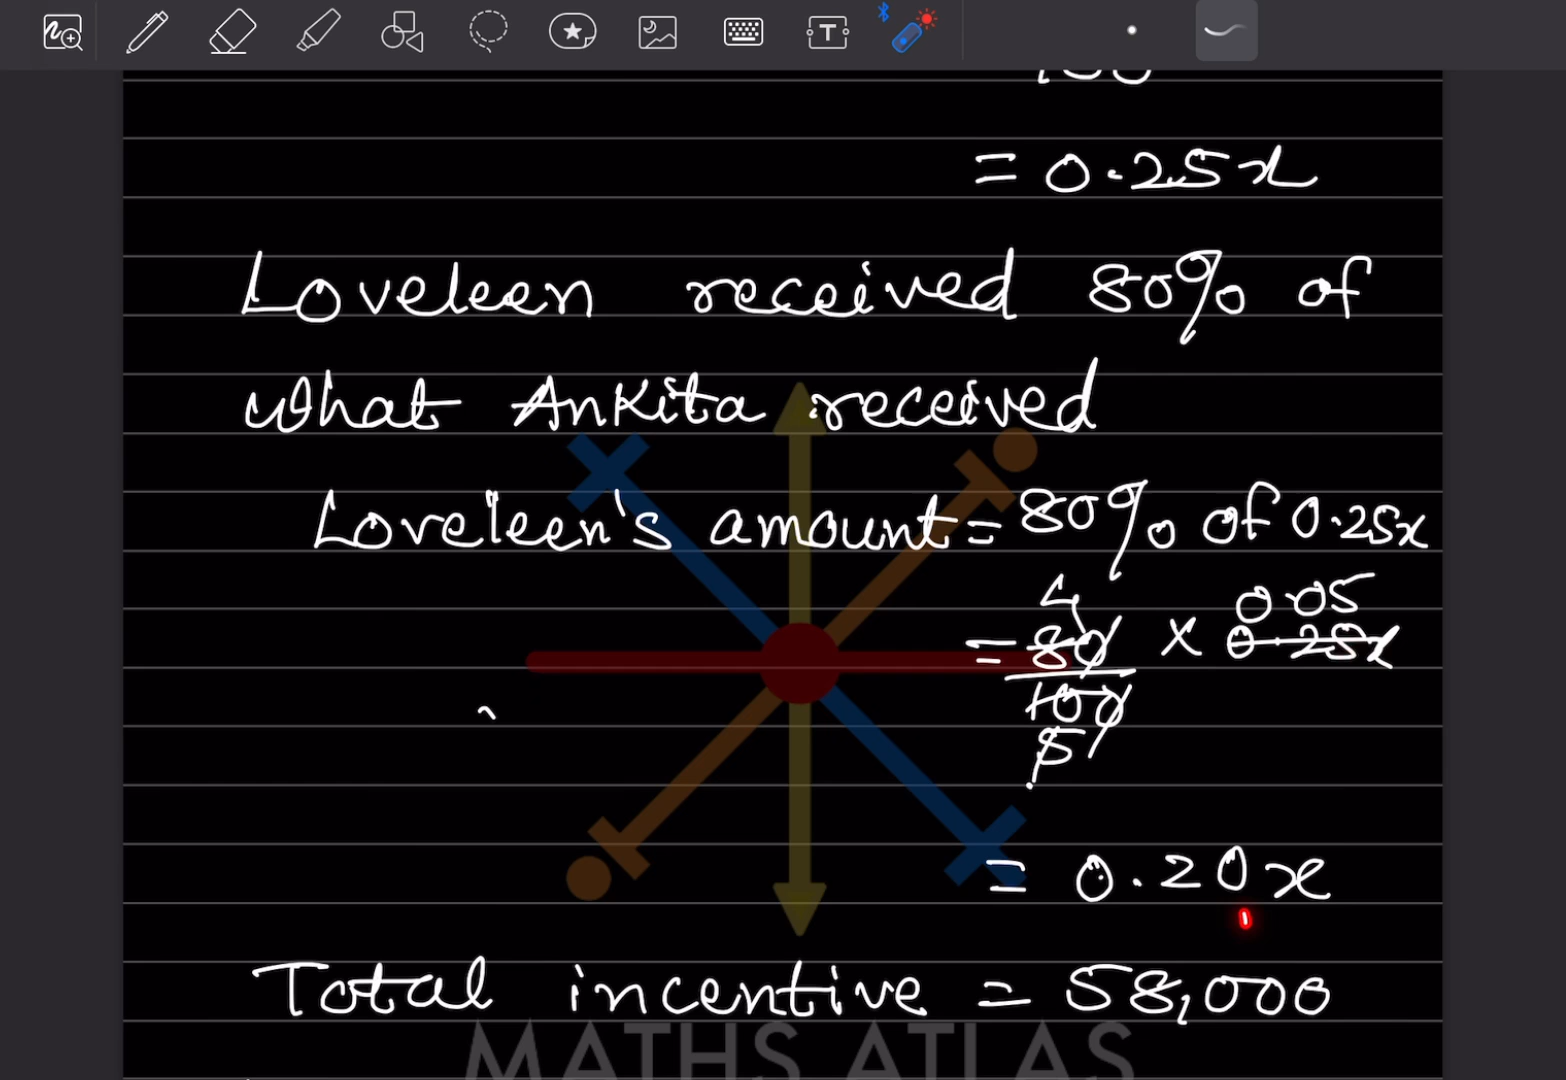 = 0.25x
Loveleen received 80% of
what Ankita received
Loveleen's amount = 80% of 0.25x
4 0.05
= 80 × 0.25x
100
5
= 0.20x
Total incentive = 58,000
MATHS ATLAS